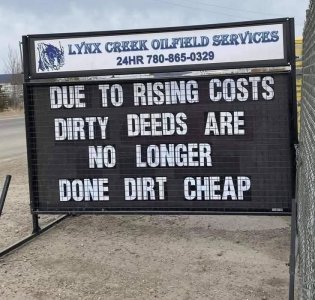 LYNX CREEK OILFIELD SERVICES
24HR 780-865-0329
DUE TO RISING COSTS
DIRTY DEEDS ARE
NO LONGER
DONE DIRT CHEAP